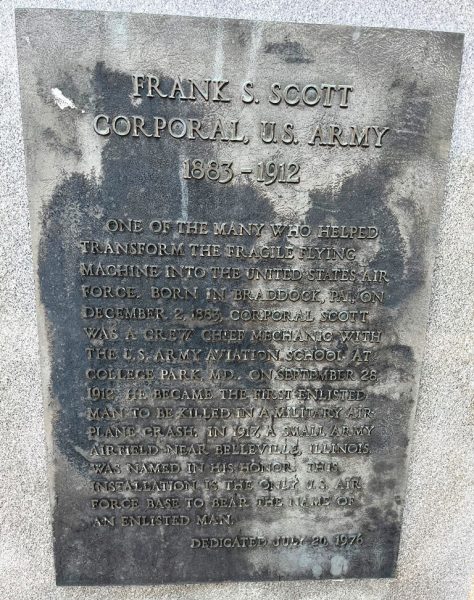 FRANK S. SCOTT
CORPORAL, U.S. ARMY
1883 - 1912
ONE OF THE MANY WHO HELPED
TRANSFORM THE FRAGILE FLYING
MACHINE INTO THE UNITED STATES AIR
FORCE. BORN IN BRADDOCK, PA., ON
DECEMBER 2, 1883, CORPORAL SCOTT
WAS A CREW CHIEF MECHANIC WITH
THE U.S. ARMY AVIATION SCHOOL AT
COLLEGE PARK, MD. ON SEPTEMBER 28,
1912, HE BECAME THE FIRST ENLISTED
MAN TO BE KILLED IN A MILITARY AIR-
PLANE CRASH. IN 1917, A SMALL ARMY
AIRFIELD NEAR BELLEVILLE, ILLINOIS
WAS NAMED IN HIS HONOR. THIS
INSTALLATION IS THE ONLY U.S. AIR
FORCE BASE TO BEAR THE NAME OF
AN ENLISTED MAN.
DEDICATED JULY 20, 1976